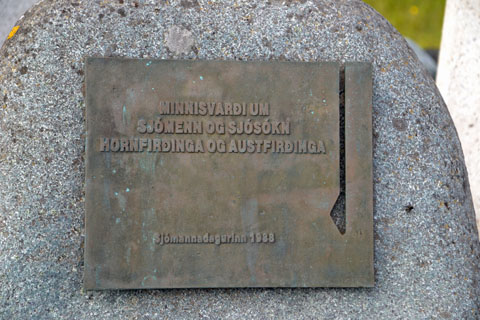 MINNISVARÐI UM
SJÓMENN OG SJÓSÓKN
HORNFIRÐINGA OG AUSTFIRÐINGA
Sjómannadagurinn 1988